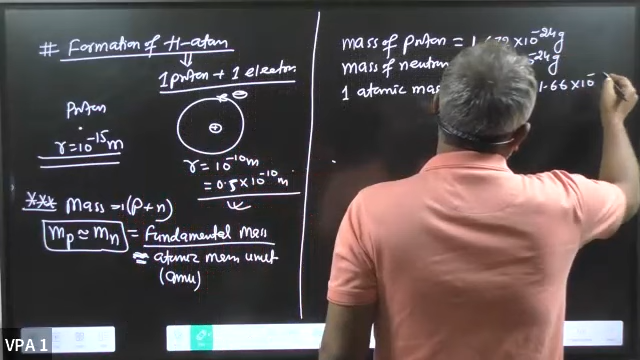 # Formation of H-atom
⇓
1 proton + 1 electron
Proton
r = 10⁻¹⁵ m
+
r = 10⁻¹⁰ m
= 0.5 × 10⁻¹⁰ m
*** Mass = (p+n)
mₚ ≈ mₙ = Fundamental Mass
≈ atomic mass unit
(amu)
mass of proton = 1.672 × 10⁻²⁴ g
mass of neutron ⁻²⁴ g
1 atomic 1.66 × 10⁻
VPA 1